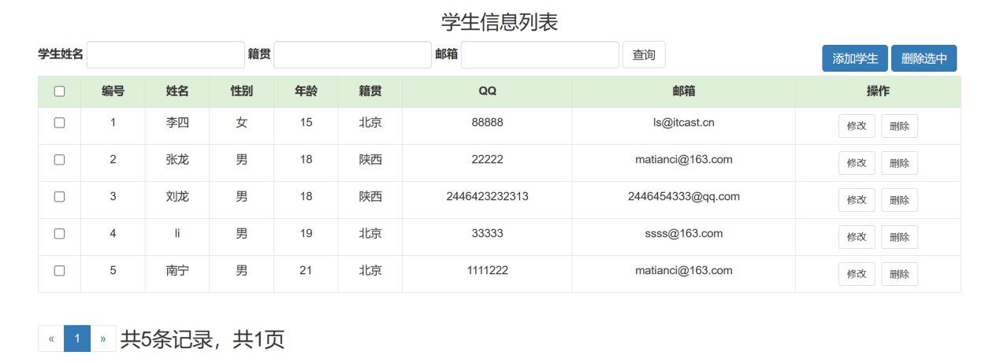 学生信息列表
学生姓名 籍贯 邮箱 查询 添加学生 删除选中
编号 姓名 性别 年龄 籍贯 QQ 邮箱 操作
1 李四 女 15 北京 88888 ls@itcast.cn 修改 删除
2 张龙 男 18 陕西 22222 matianci@163.com 修改 删除
3 刘龙 男 18 陕西 2446423232313 2446454333@qq.com 修改 删除
4 li 男 19 北京 33333 ssss@163.com 修改 删除
5 南宁 男 21 北京 1111222 matianci@163.com 修改 删除
« 1 » 共5条记录，共1页